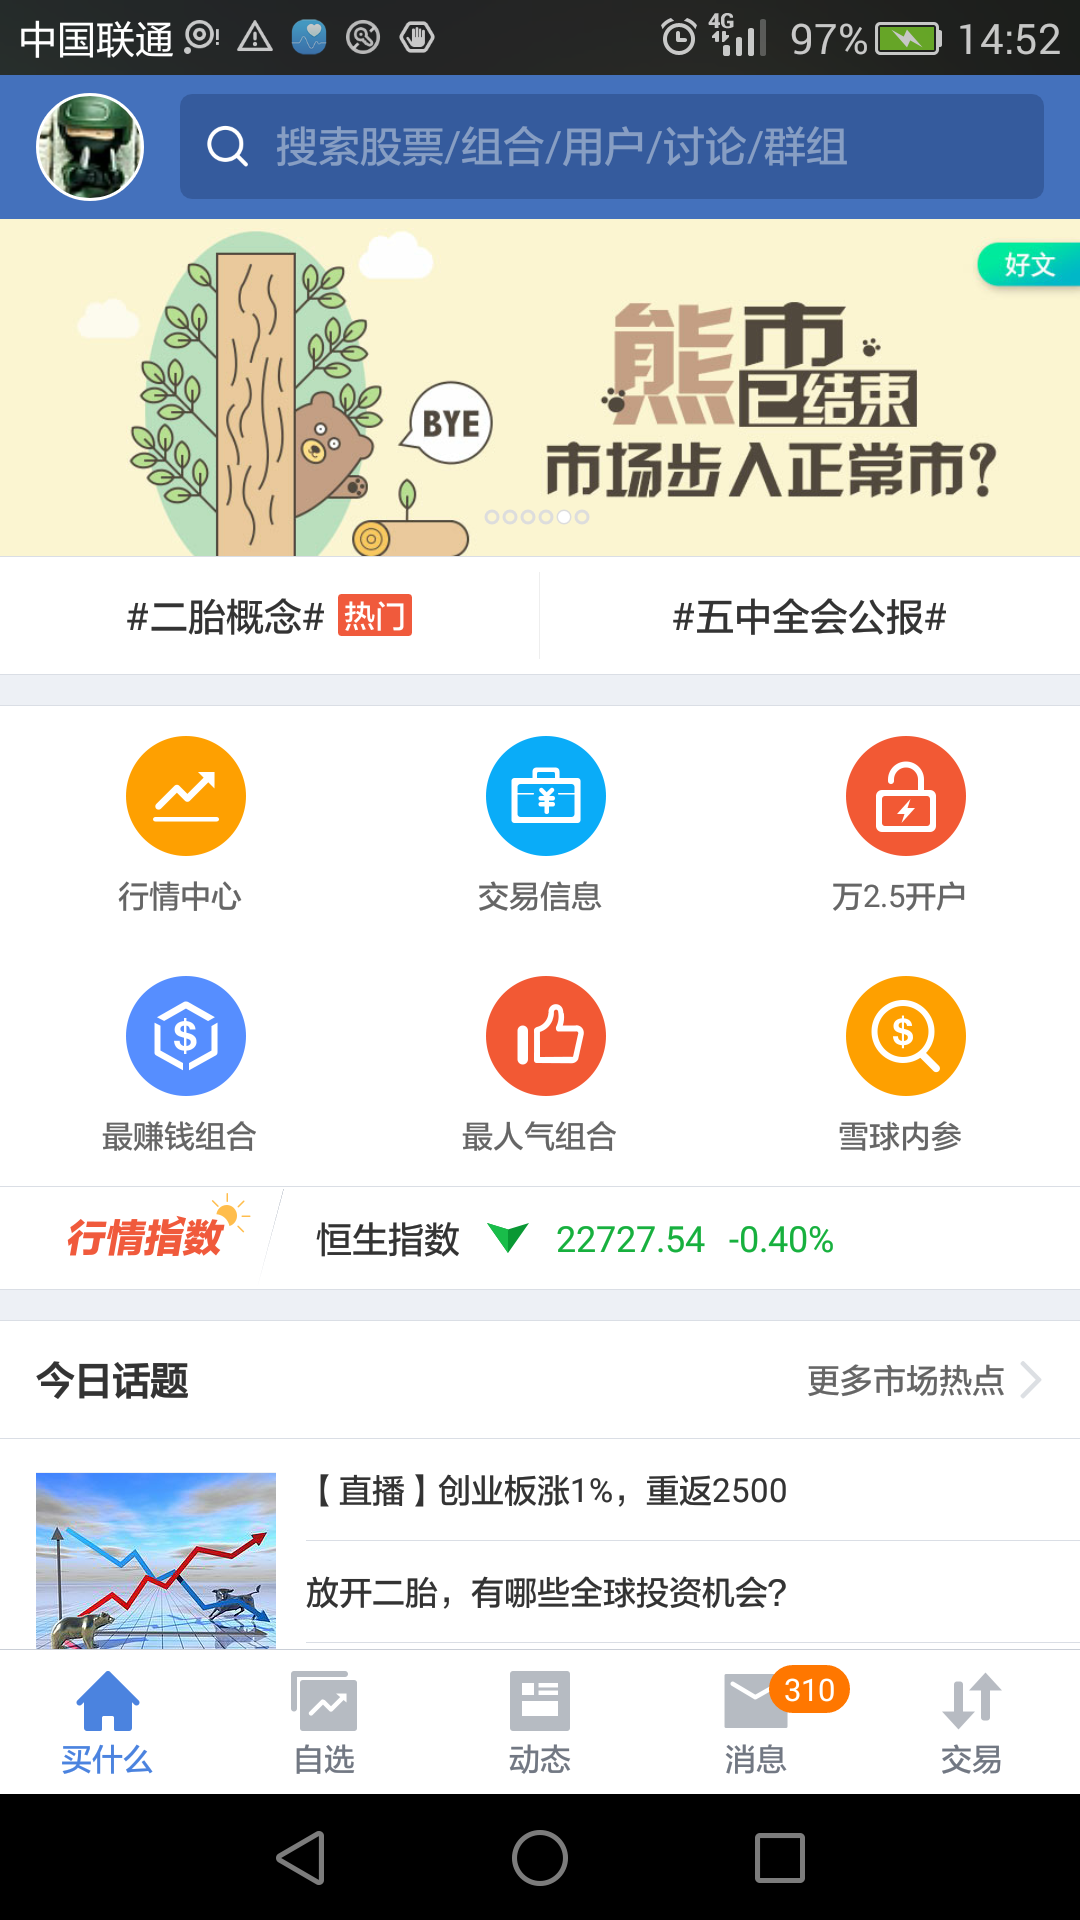 中国联通 4G 97% 14:52
搜索股票/组合/用户/讨论/群组
好文
熊市
已结束
BYE
市场步入正常市?
#二胎概念# 热门 #五中全会公报#
行情中心 交易信息 万2.5开户
最赚钱组合 最人气组合 雪球内参
行情指数 恒生指数 22727.54 -0.40%
今日话题 更多市场热点
【直播】创业板涨1%，重返2500
放开二胎，有哪些全球投资机会？
310
买什么 自选 动态 消息 交易